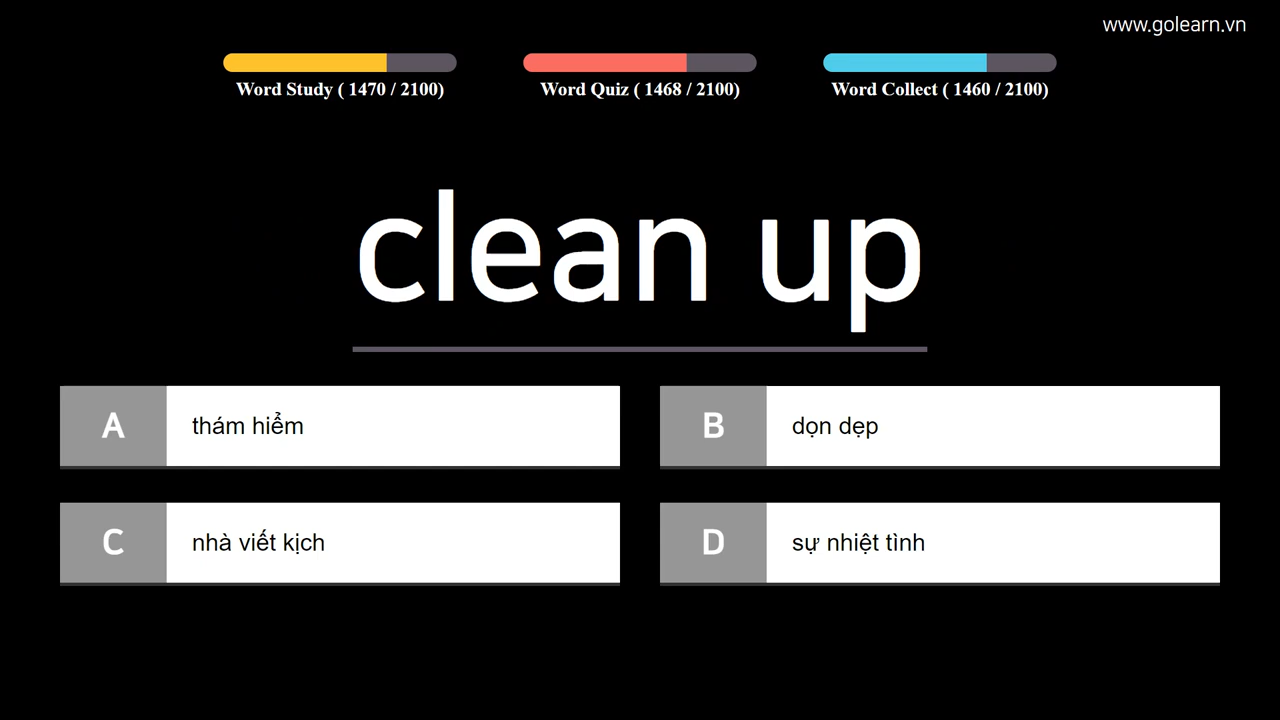 www.golearn.vn
Word Study ( 1470 / 2100)
Word Quiz ( 1468 / 2100)
Word Collect ( 1460 / 2100)
clean up
A thám hiểm
B dọn dẹp
C nhà viết kịch
D sự nhiệt tình